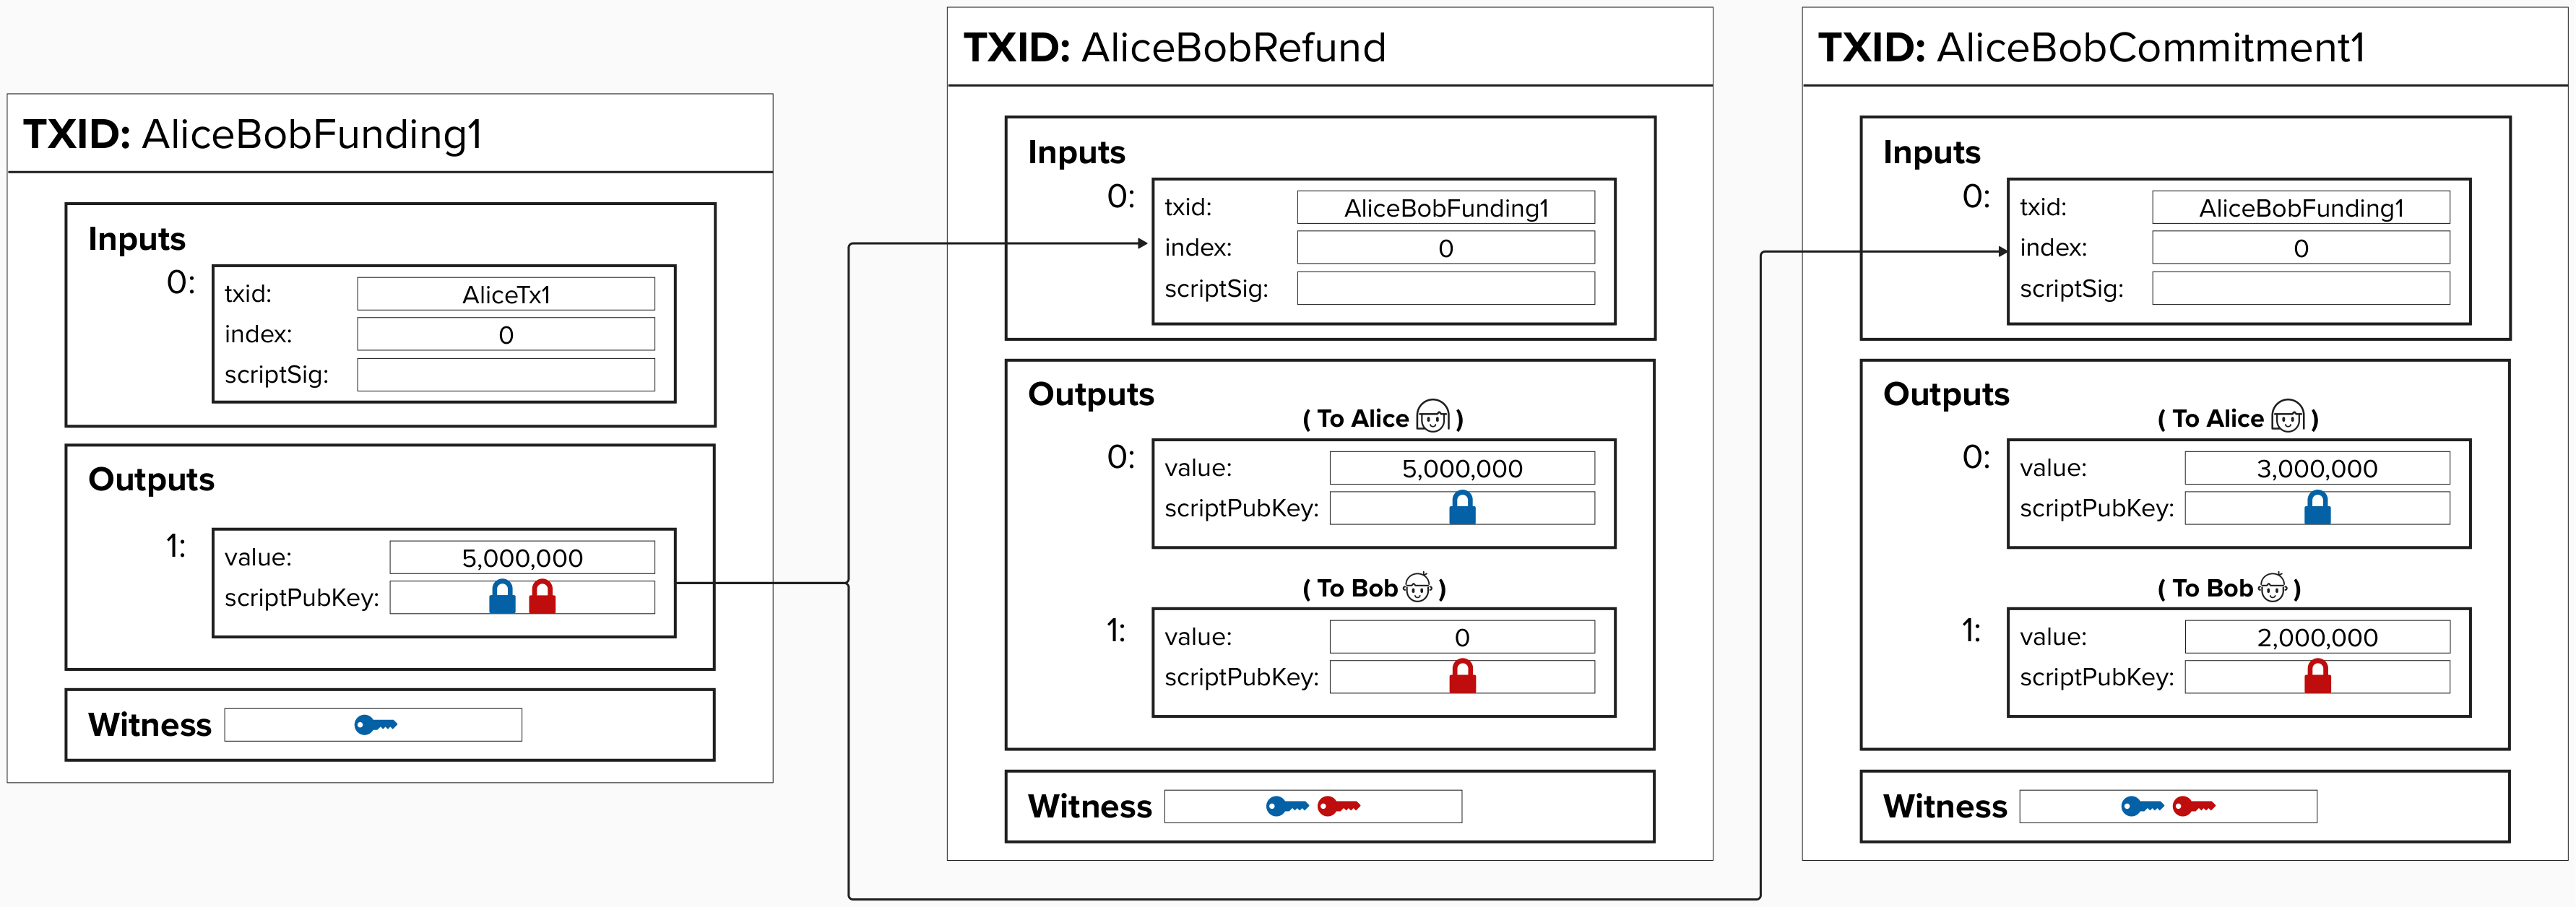 TXID: AliceBobFunding1
Inputs
0:
txid: AliceTx1
index: 0
scriptSig:
Outputs
1:
value: 5,000,000
scriptPubKey:
Witness
TXID: AliceBobRefund
Inputs
0:
txid: AliceBobFunding1
index: 0
scriptSig:
Outputs
( To Alice )
0:
value: 5,000,000
scriptPubKey:
( To Bob )
1:
value: 0
scriptPubKey:
Witness
TXID: AliceBobCommitment1
Inputs
0:
txid: AliceBobFunding1
index: 0
scriptSig:
Outputs
( To Alice )
0:
value: 3,000,000
scriptPubKey:
( To Bob )
1:
value: 2,000,000
scriptPubKey:
Witness